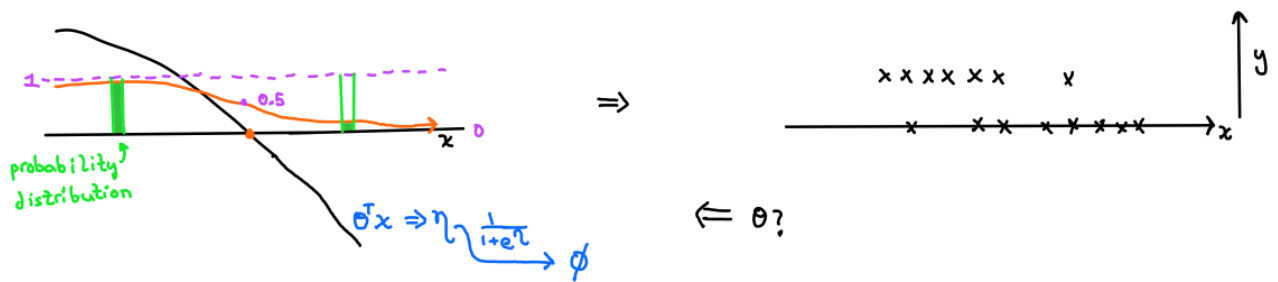 1
0.5
0
x
probability
distribution
θᵀx ⇒ η 1/(1+e^η) → φ
⇒
y
x
⇐ θ?